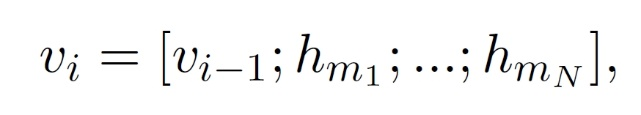 $v_i = [v_{i-1}; h_{m_1}; ...; h_{m_N}],$